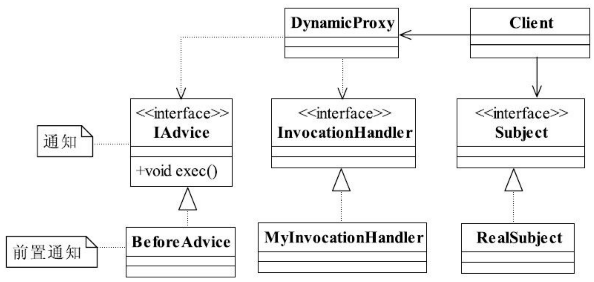 DynamicProxy
Client
<<interface>>
IAdvice
+void exec()
<<interface>>
InvocationHandler
<<interface>>
Subject
通知
BeforeAdvice
MyInvocationHandler
RealSubject
前置通知